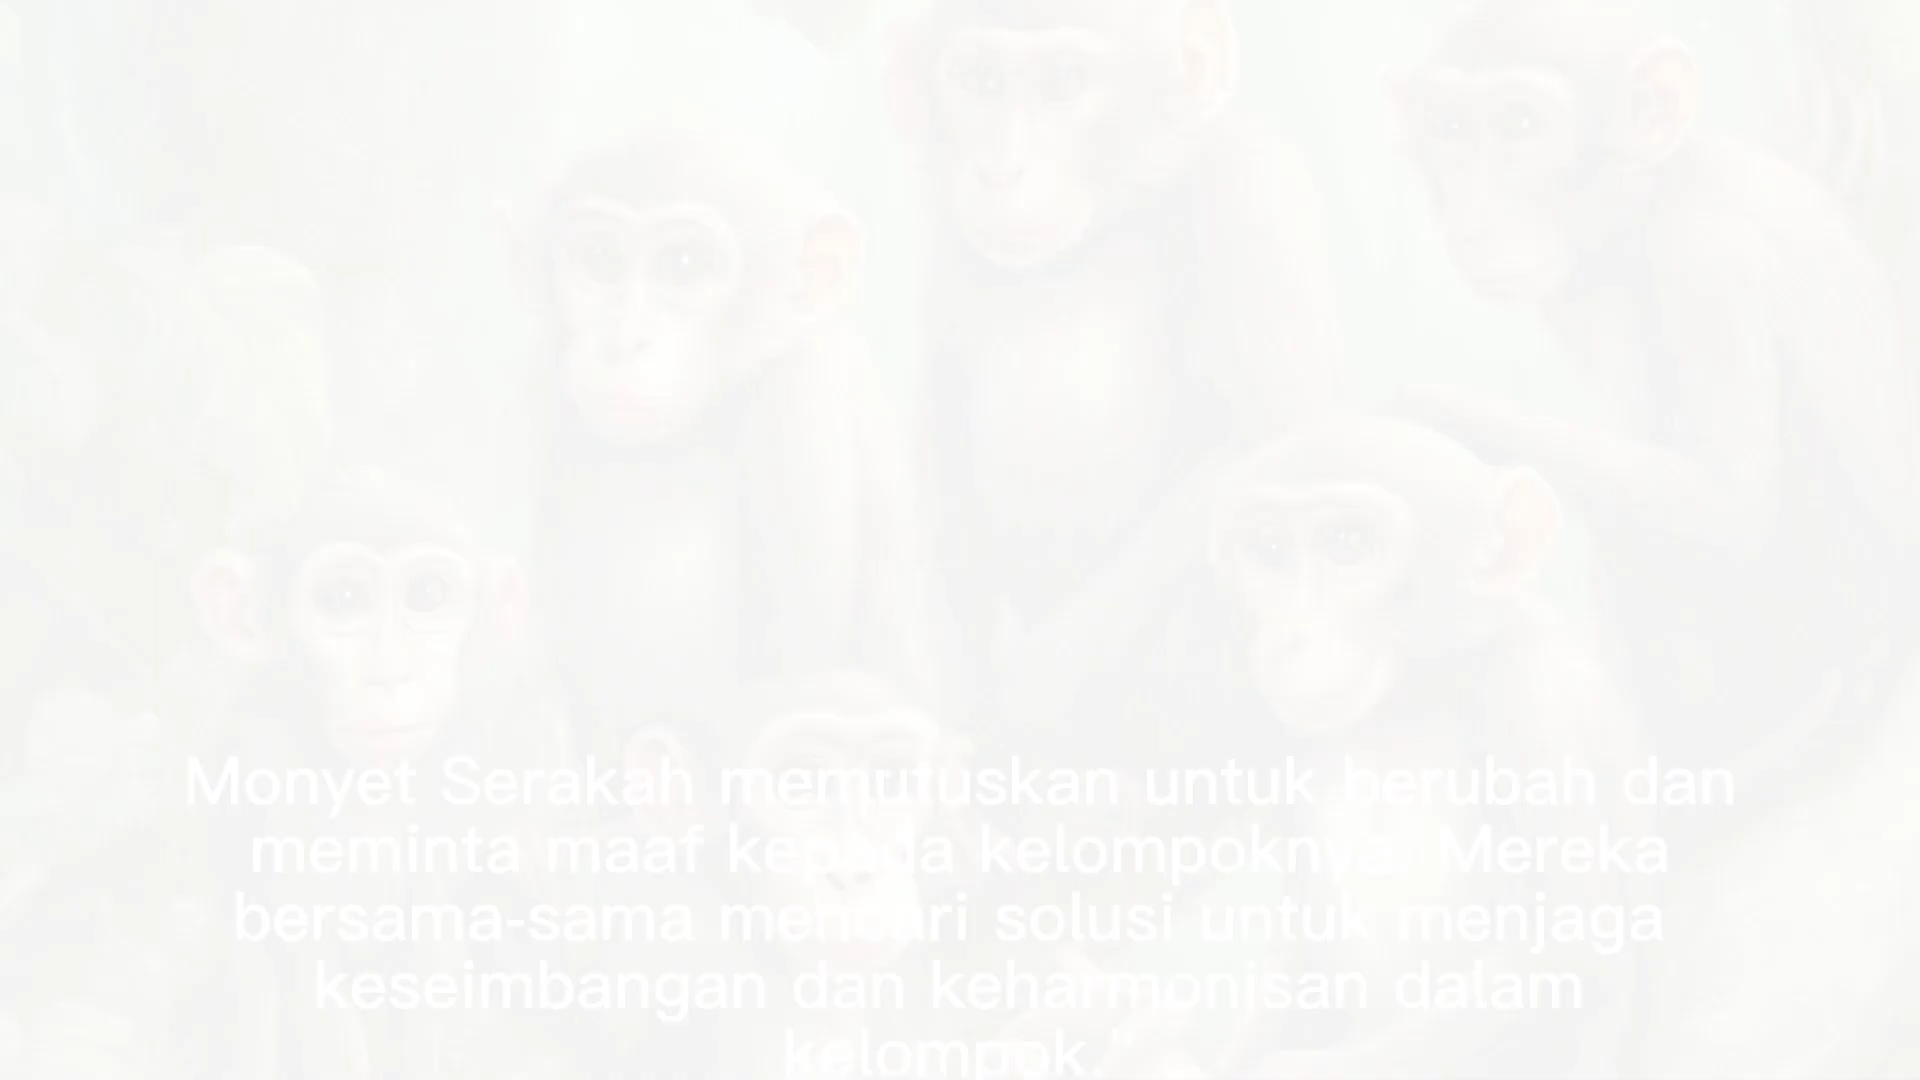 Monyet Serakah memutuskan untuk berubah dan
meminta maaf kepada kelompoknya. Mereka
bersama-sama mencari solusi untuk menjaga
keseimbangan dan keharmonisan dalam
kelompok."